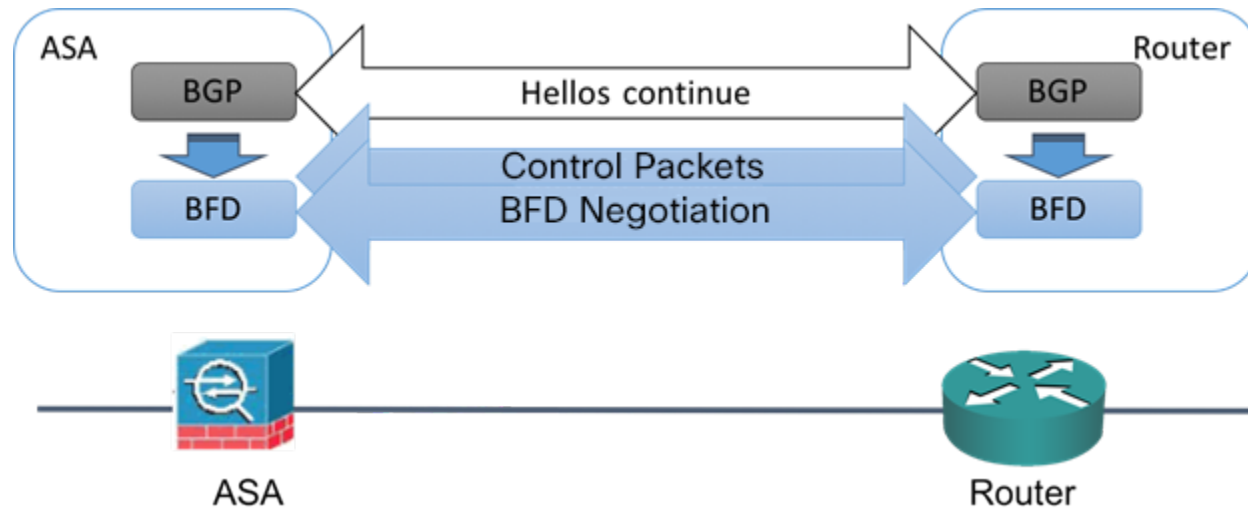 ASA
Router
BGP
Hellos continue
BGP
Control Packets
BFD
BFD Negotiation
BFD
ASA
Router